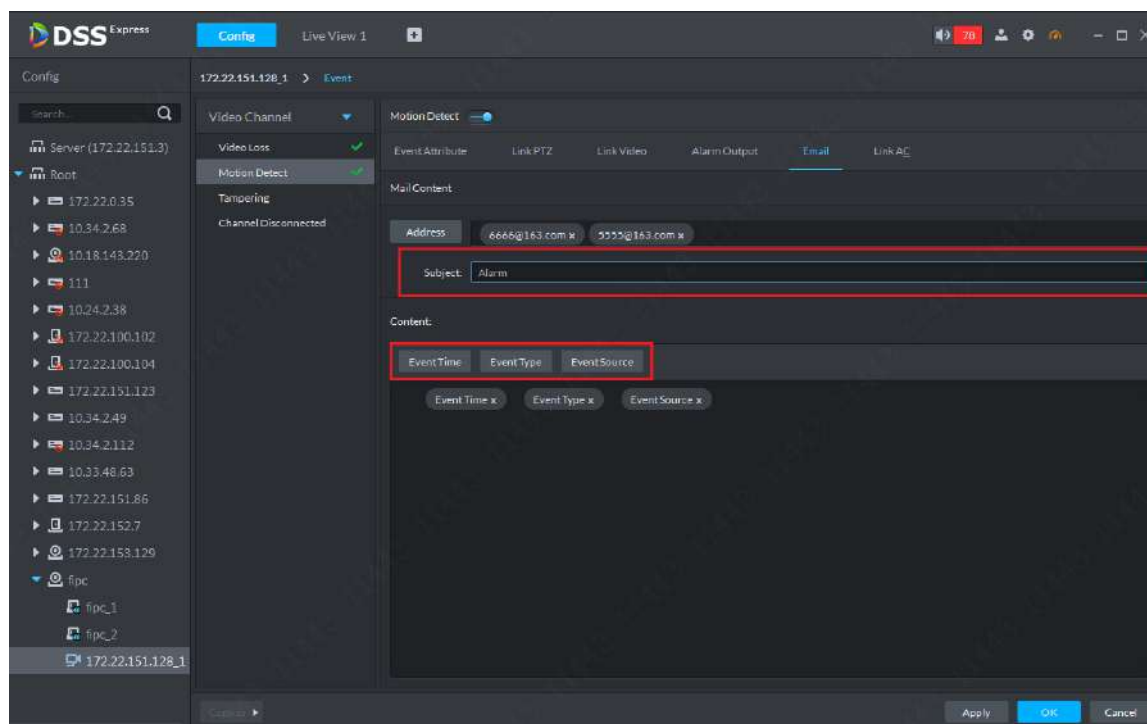 DSS Express Config Live View 1 78
Config 172.22.151.128_1 > Event
Search...
Server (172.22.151.3)
Root
172.22.0.35
10.34.2.68
10.18.143.220
111
10.24.2.38
172.22.100.102
172.22.100.104
172.22.151.123
10.34.2.49
10.34.2.112
10.33.48.63
172.22.151.86
172.22.152.7
172.22.153.129
fipc
fipc_1
fipc_2
172.22.151.128_1
Video Channel
Video Loss
Motion Detect
Tampering
Channel Disconnected
Motion Detect
Event Attribute Link PTZ Link Video Alarm Output Email Link AC
Mail Content
Address 6666@163.com x 5555@163.com x
Subject: Alarm
Content:
Event Time Event Type Event Source
Event Time x Event Type x Event Source x
Apply OK Cancel